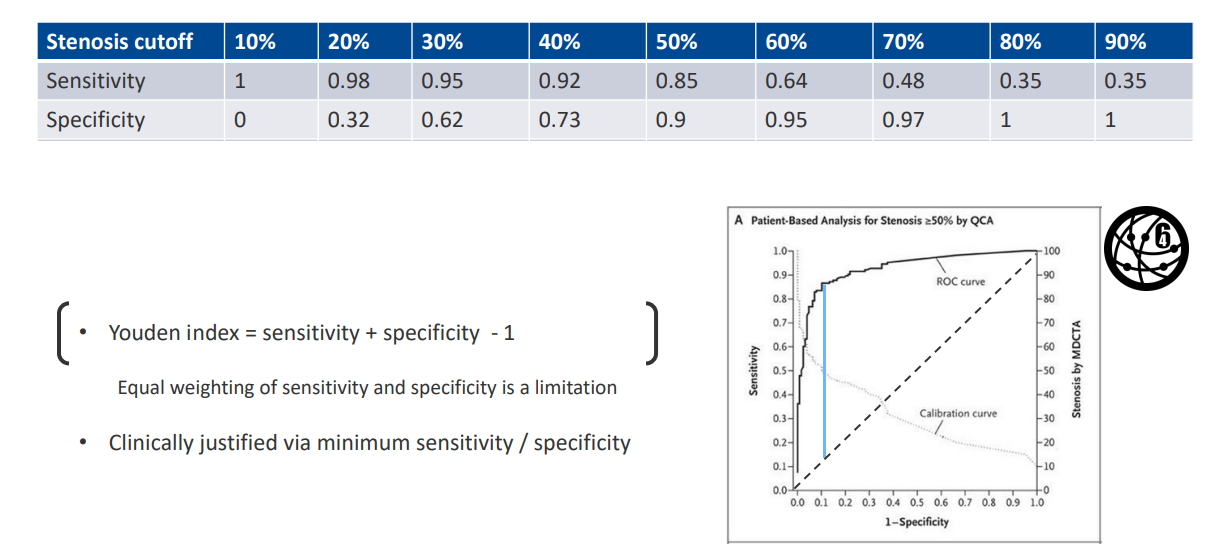 Stenosis cutoff 10% 20% 30% 40% 50% 60% 70% 80% 90%
Sensitivity 1 0.98 0.95 0.92 0.85 0.64 0.48 0.35 0.35
Specificity 0 0.32 0.62 0.73 0.9 0.95 0.97 1 1
• Youden index = sensitivity + specificity - 1
Equal weighting of sensitivity and specificity is a limitation
• Clinically justified via minimum sensitivity / specificity
A Patient-Based Analysis for Stenosis ≥50% by QCA
Sensitivity
1.0
0.9
0.8
0.7
0.6
0.5
0.4
0.3
0.2
0.1
0.0
ROC curve
Calibration curve
100
90
80
70
60
50
40
30
20
10
0
Stenosis by MDCTA
0.0 0.1 0.2 0.3 0.4 0.5 0.6 0.7 0.8 0.9 1.0
1–Specificity
64